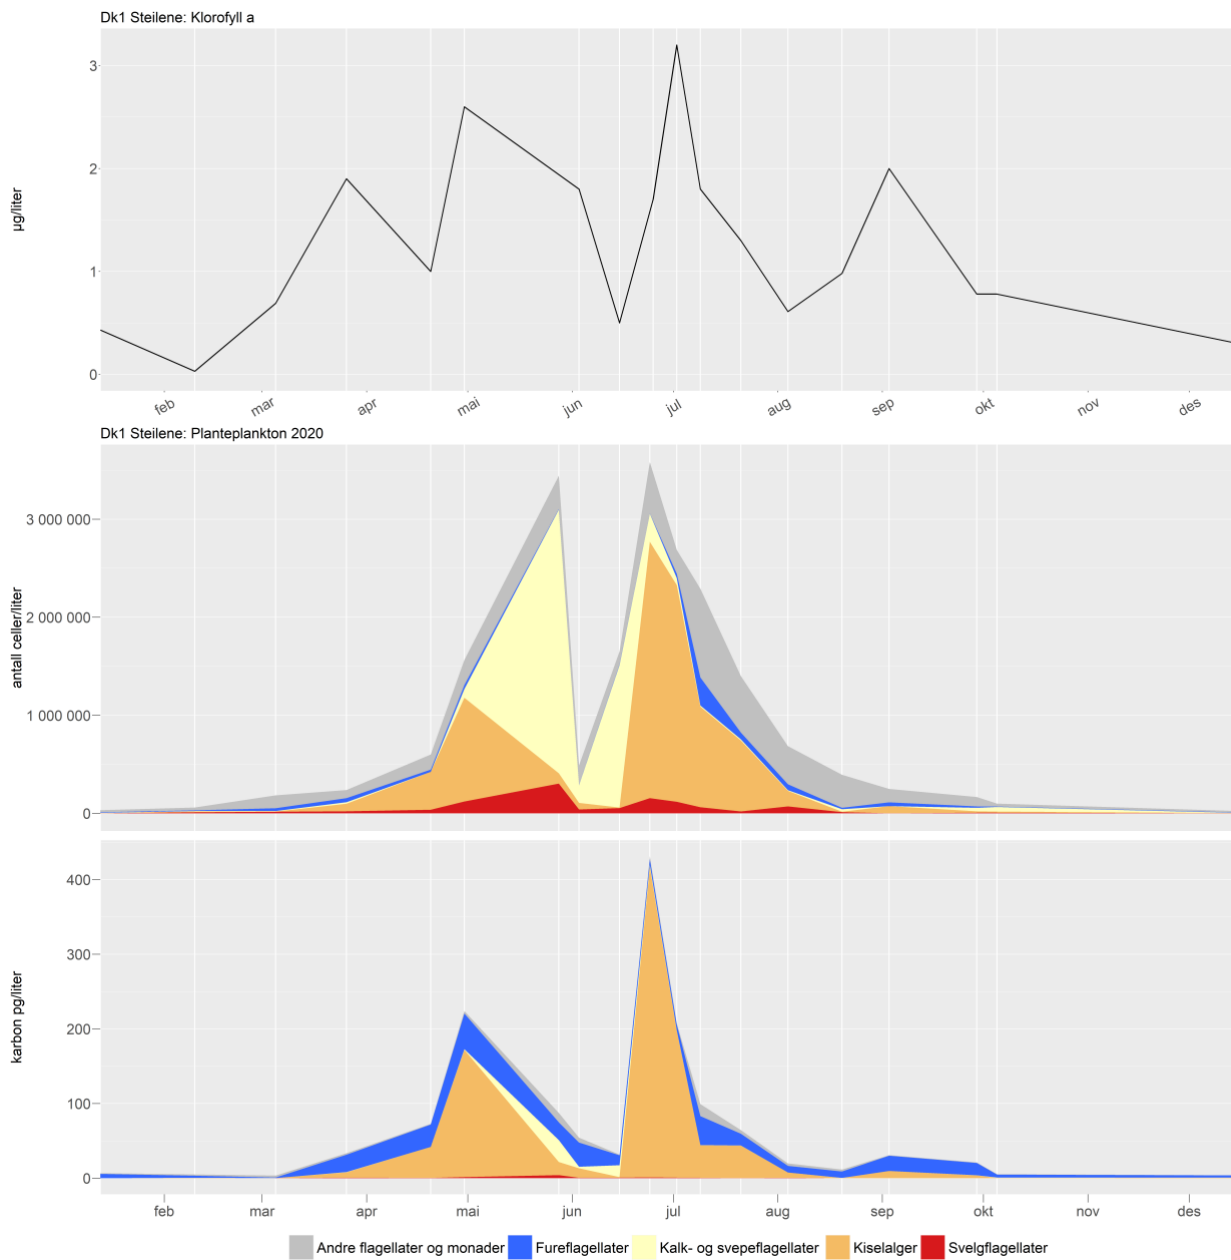 Dk1 Steilene: Klorofyll a
3
2
1
0
µg/liter
feb mar apr mai jun jul aug sep okt nov des
Dk1 Steilene: Planteplankton 2020
3 000 000
2 000 000
1 000 000
0
antall celler/liter
400
300
200
100
0
karbon pg/liter
feb mar apr mai jun jul aug sep okt nov des
Andre flagellater og monader Fureflagellater Kalk- og svepeflagellater Kiselalger Svelgflagellater